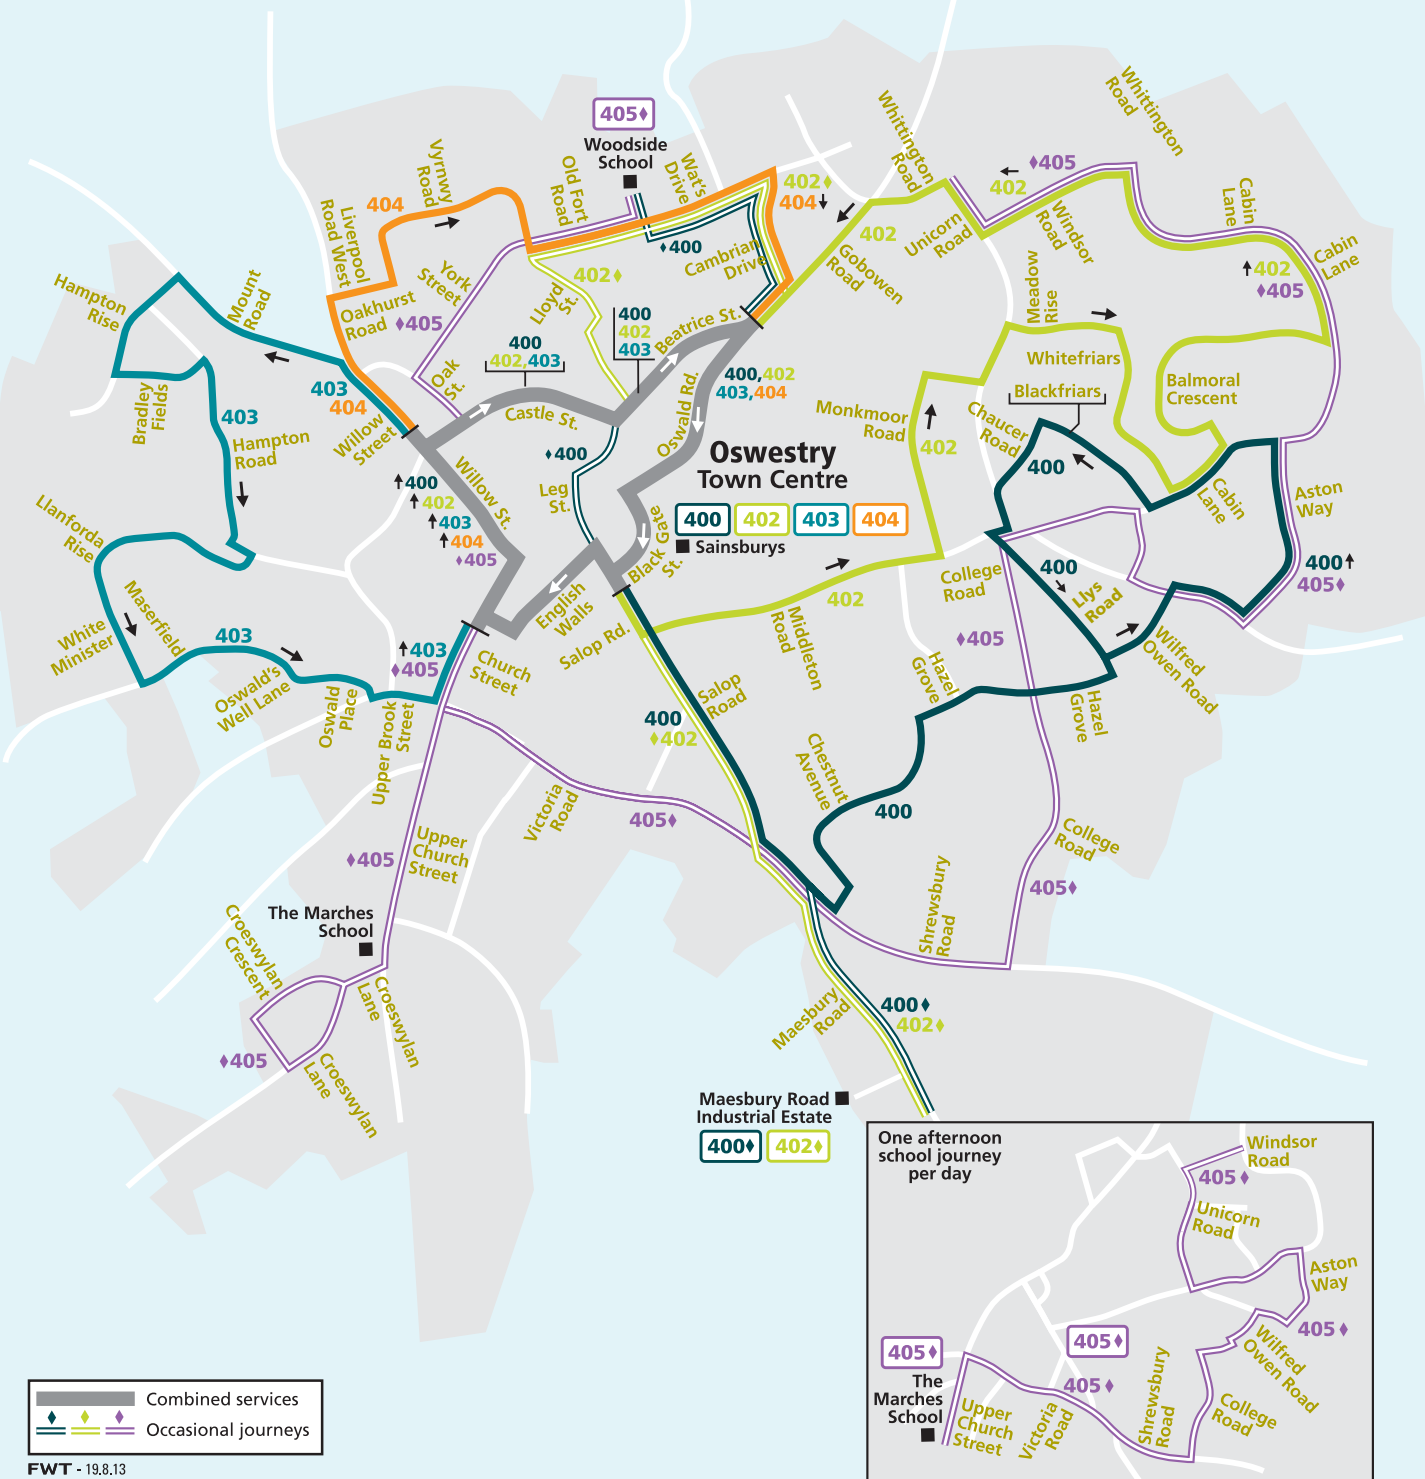 405♦
Woodside
School
Vyrnwy
Road
Old Fort
Road
Wat's
Drive
402♦
404
Whittington
Road
Whittington
Road
♦405
402
404
Liverpool
Road West
♦400
Cambrian
Drive
402
Gobowen
Road
Unicorn
Road
Windsor
Road
Cabin
Lane
Cabin
Lane
402
♦405
Hampton
Rise
Mount
Road
Oakhurst
Road
York
Street
♦405
Lloyd
St.
402♦
400
402
403
Beatrice St.
Meadow
Rise
Whitefriars
Blackfriars
Balmoral
Crescent
400
402,403
Oak
St.
Castle St.
400,402
403,404
Oswald Rd.
403
404
Willow
Street
Bradley
Fields
403
Hampton
Road
Monkmoor
Road
402
Chaucer
Road
400
Cabin
Lane
Aston
Way
Oswestry
Town Centre
400
402
403
404
Sainsburys
♦400
Leg
St.
Willow St.
400
402
403
404
♦405
Black Gate
St.
English
Walls
Llanforda
Rise
Maserfield
White
Minister
403
Oswald's
Well Lane
Oswald
Place
Upper Brook
Street
403
♦405
Church
Street
Salop Rd.
402
Middleton
Road
College
Road
400
Llys
Road
400
405♦
♦405
Hazel
Grove
Wilfred
Owen Road
Hazel
Grove
Salop
Road
400
♦402
Chestnut
Avenue
400
Victoria
Road
405♦
College
Road
405♦
Shrewsbury
Road
Upper
Church
Street
♦405
The Marches
School
Croeswylan
Crescent
Croeswylan
Lane
♦405
Croeswylan
Lane
Maesbury
Road
400♦
402♦
Maesbury Road
Industrial Estate
400♦
402♦
One afternoon
school journey
per day
Windsor
Road
405♦
Unicorn
Road
Aston
Way
405♦
Wilfred
Owen Road
405♦
405♦
405♦
The
Marches
School
Upper
Church
Street
Victoria
Road
Shrewsbury
Road
College
Road
Combined services
Occasional journeys
FWT - 19.8.13